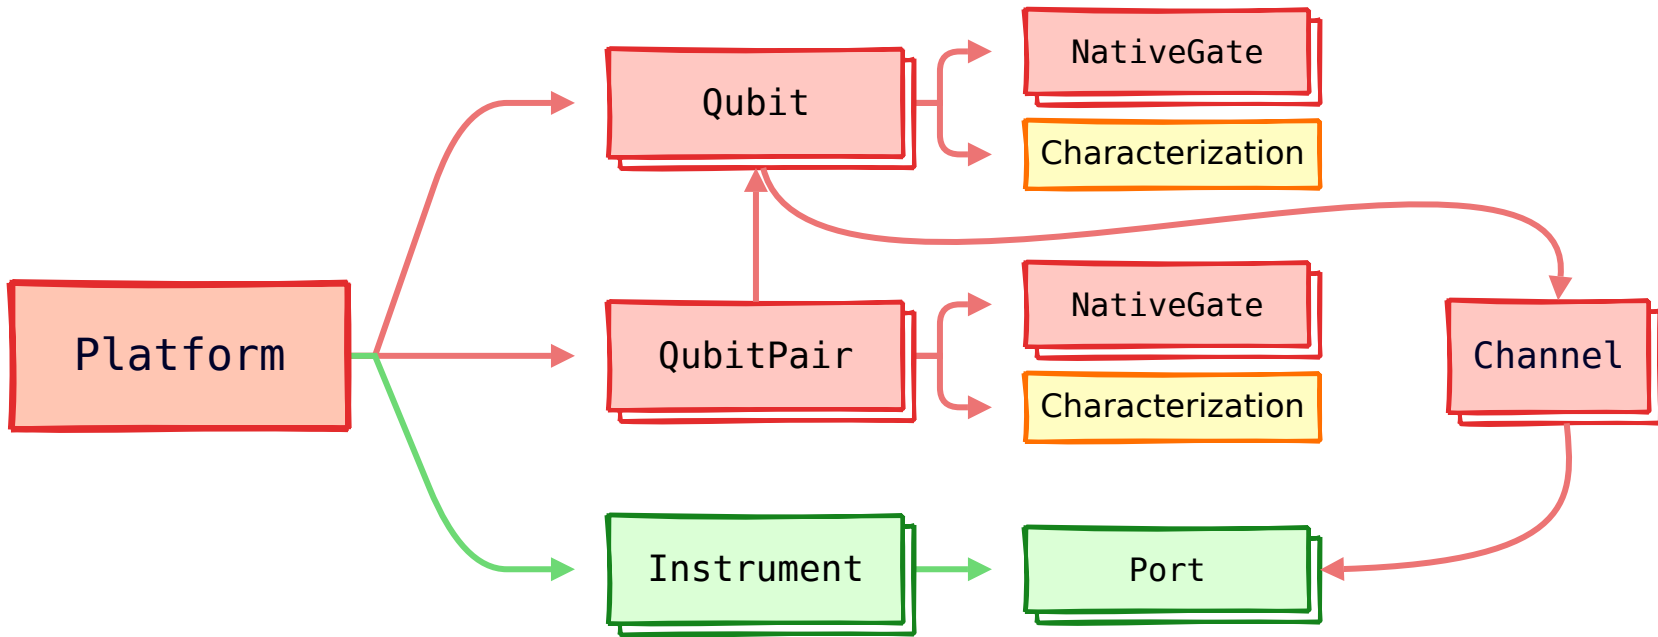 NativeGate
Qubit
Characterization
NativeGate
Platform
QubitPair
Channel
Characterization
Instrument
Port